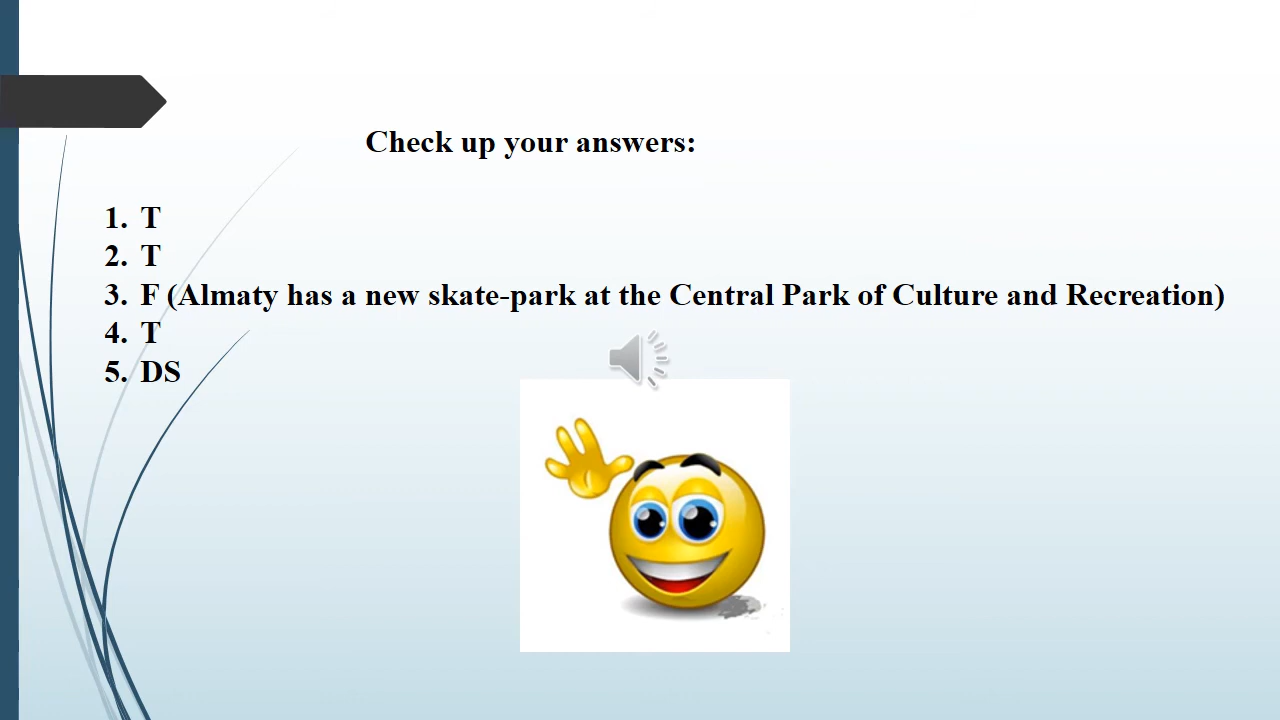 Check up your answers:
1. T
2. T
3. F (Almaty has a new skate-park at the Central Park of Culture and Recreation)
4. T
5. DS